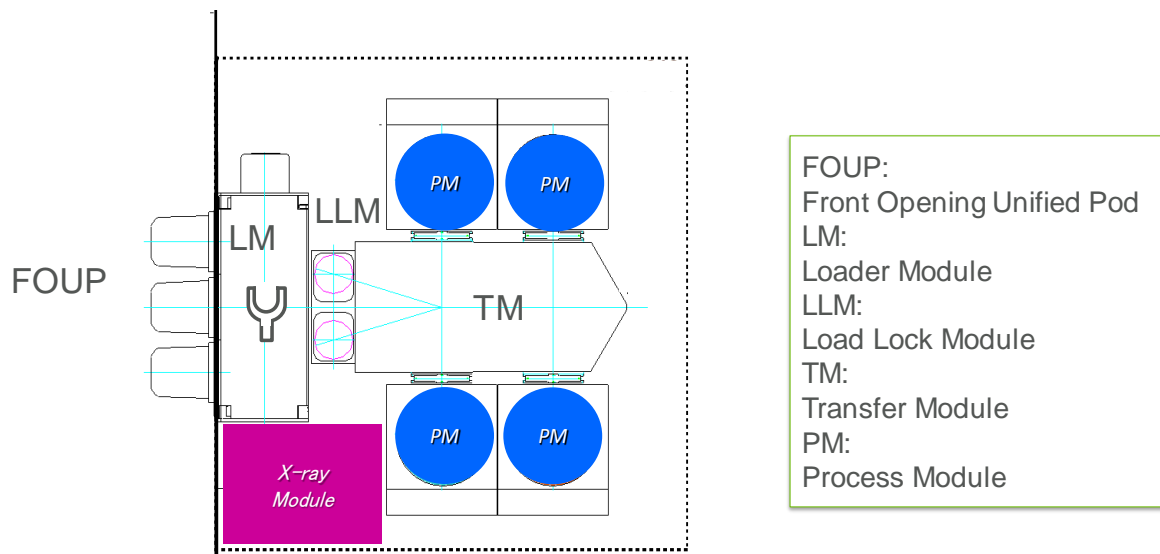 PM
PM
LLM
LM
FOUP
TM
PM
PM
X-ray
Module
FOUP:
Front Opening Unified Pod
LM:
Loader Module
LLM:
Load Lock Module
TM:
Transfer Module
PM:
Process Module